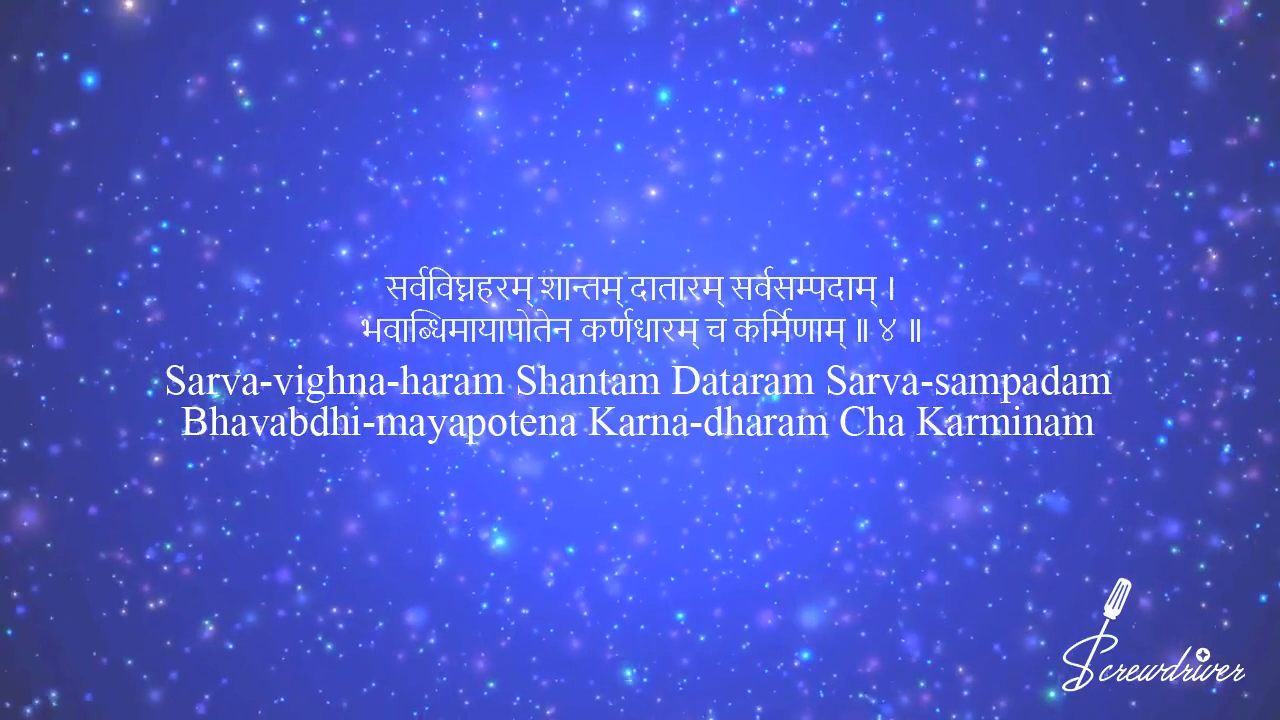 सर्वविघ्नहरम् शान्तम् दातारम् सर्वसम्पदाम् ।
भवाब्धिमायापोतेन कर्णधारम् च कर्मिणाम् ॥ ४ ॥
Sarva-vighna-haram Shantam Dataram Sarva-sampadam
Bhavabdhi-mayapotena Karna-dharam Cha Karminam
Screwdriver